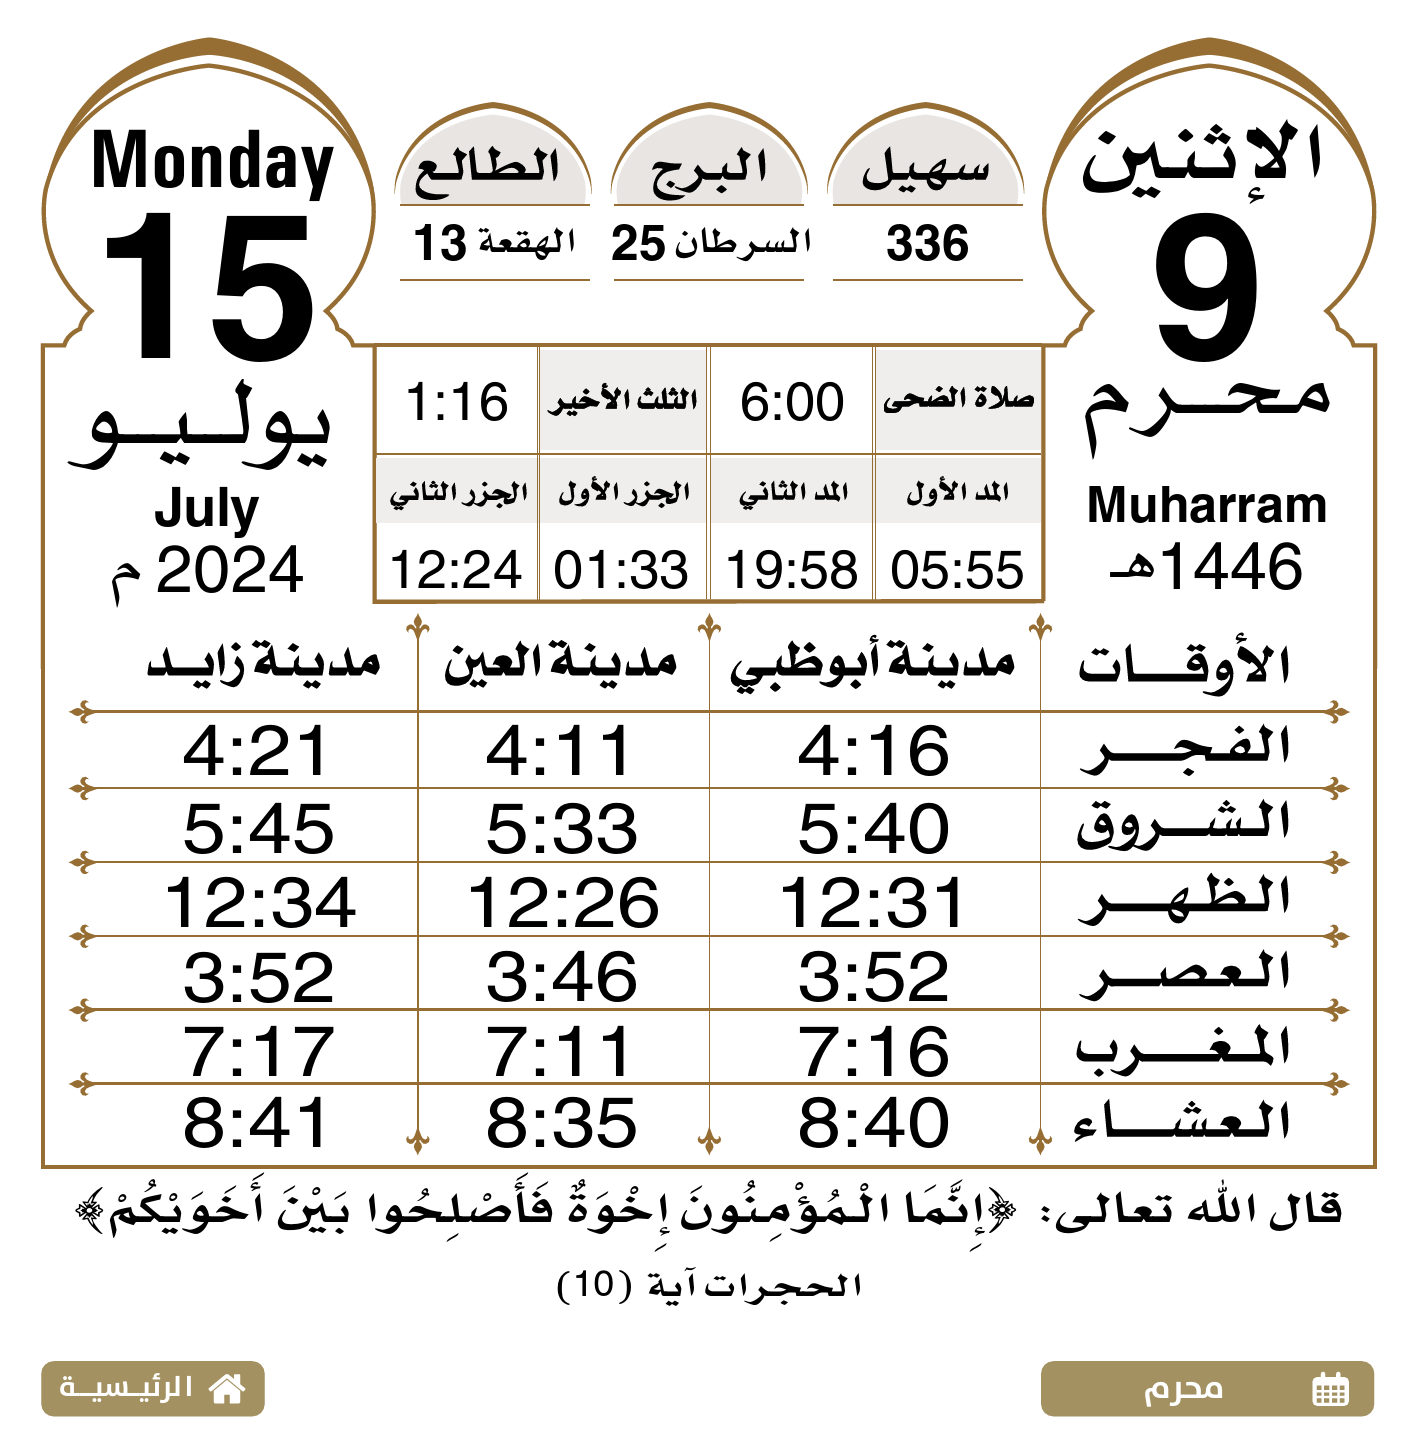 الإثنين
9
محرم
Muharram
1446هـ
سهيل
336
البرج
السرطان 25
الطالع
الهقعة 13
Monday
15
يوليو
July
2024 م
صلاة الضحى 6:00 الثلث الأخير 1:16
المد الأول المد الثاني الجزر الأول الجزر الثاني
05:55 19:58 01:33 12:24
الأوقات مدينة أبوظبي مدينة العين مدينة زايد
الفجر 4:16 4:11 4:21
الشروق 5:40 5:33 5:45
الظهر 12:31 12:26 12:34
العصر 3:52 3:46 3:52
المغرب 7:16 7:11 7:17
العشاء 8:40 8:35 8:41
قال الله تعالى: ﴿إِنَّمَا الْمُؤْمِنُونَ إِخْوَةٌ فَأَصْلِحُوا بَيْنَ أَخَوَيْكُمْ﴾
الحجرات آية (10)
محرم
الرئيسية